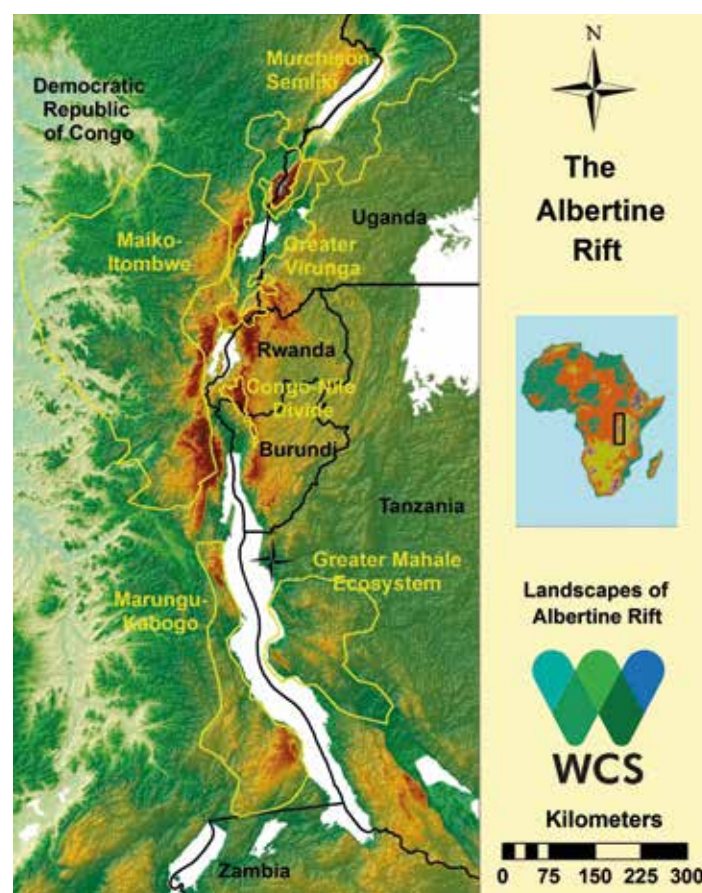 Murchison
Semliki
Democratic
Republic
of Congo
Uganda
Maiko-
Itombwe
Greater
Virunga
Rwanda
Congo-Nile
Divide
Burundi
Tanzania
Greater Mahale
Ecosystem
Marungu-
Kabogo
Zambia
N
The
Albertine
Rift
Landscapes of
Albertine Rift
WCS
Kilometers
0 75 150 225 300